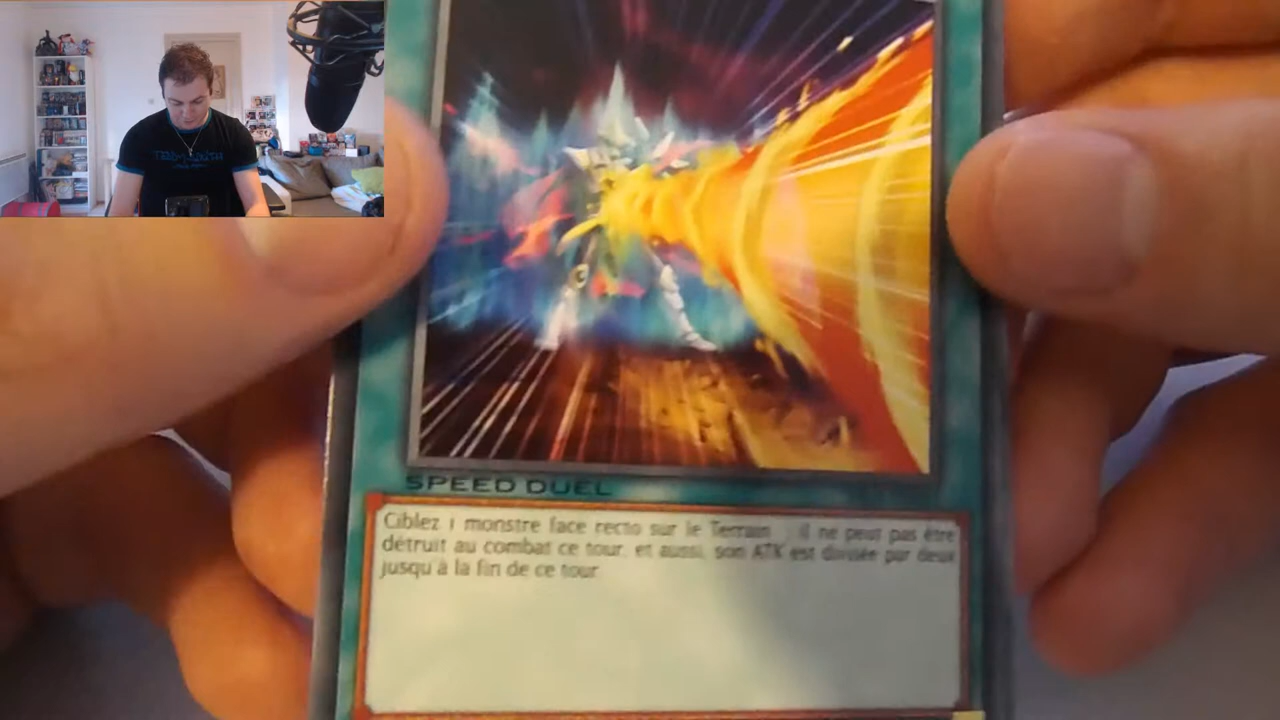 SPEED DUEL
Ciblez 1 monstre face recto sur le Terrain ; il ne peut pas être
détruit au combat ce tour, et aussi, son ATK est divisée par deux
jusqu'à la fin de ce tour.